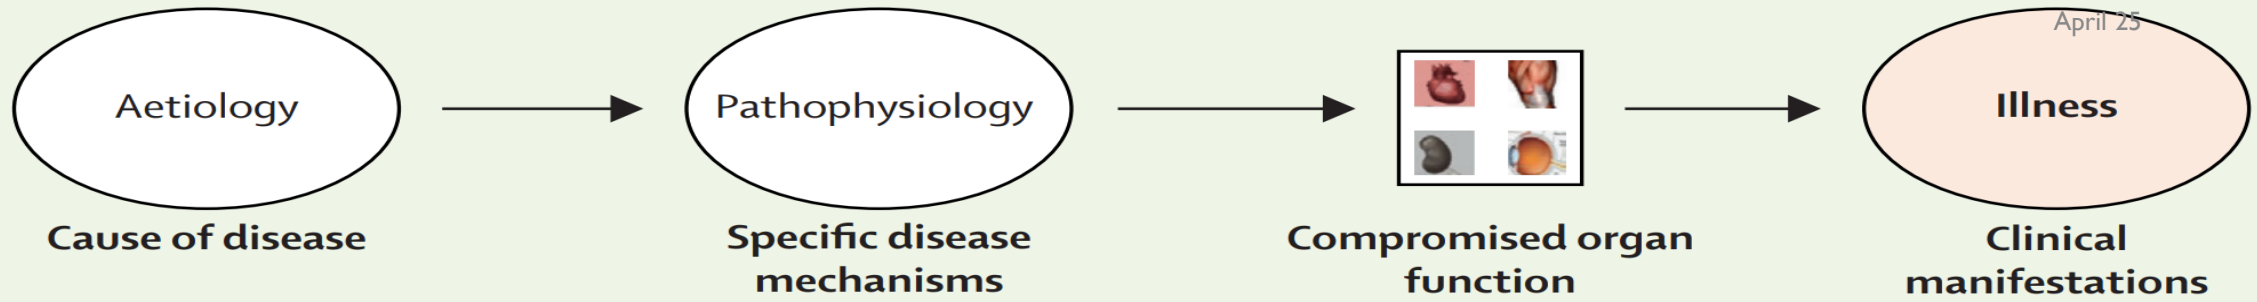 April 25
Aetiology
Pathophysiology
Illness
Cause of disease
Specific disease
mechanisms
Compromised organ
function
Clinical
manifestations